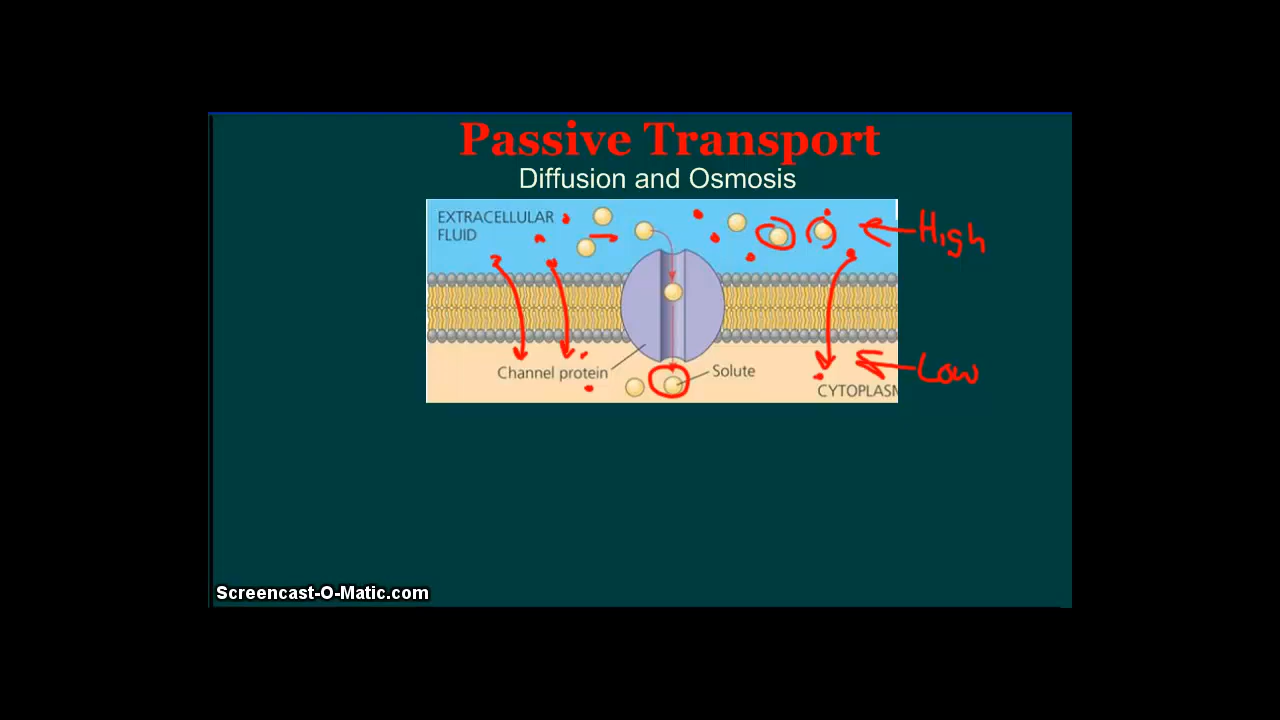 Passive Transport
Diffusion and Osmosis
EXTRACELLULAR
FLUID
High
Channel protein
Solute
Low
CYTOPLASM
Screencast-O-Matic.com